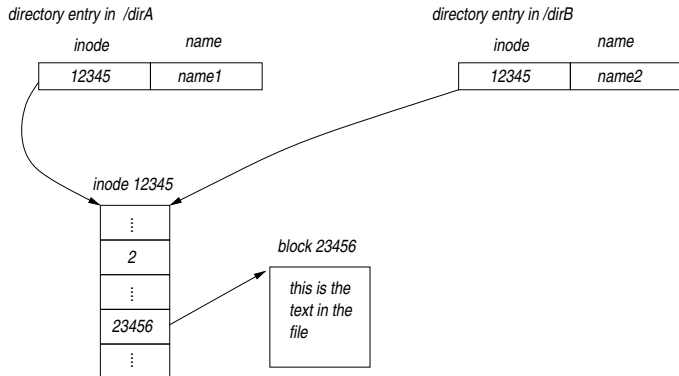 directory entry in /dirA
directory entry in /dirB
inode name
inode name
12345 name1
12345 name2
inode 12345
....
2
....
23456
....
block 23456
this is the
text in the
file